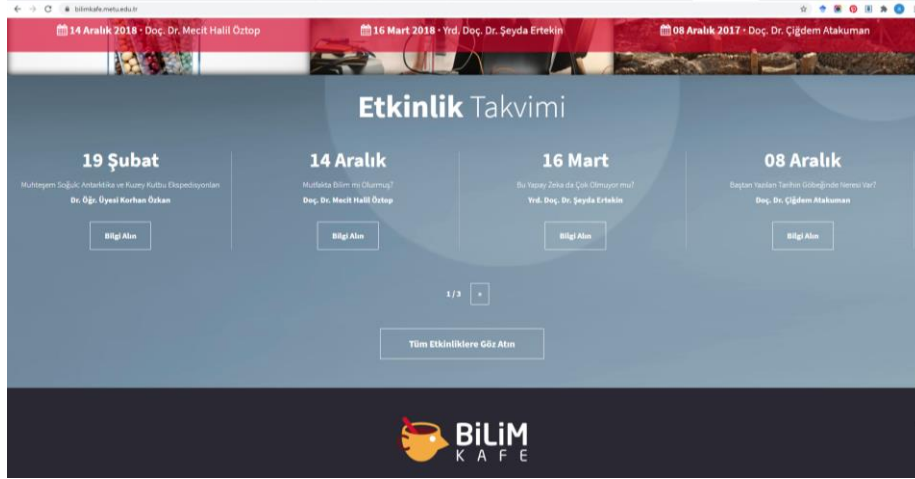 bilimkafe.metu.edu.tr
14 Aralık 2018 · Doç. Dr. Mecit Halil Öztop
16 Mart 2018 · Yrd. Doç. Dr. Şeyda Ertekin
08 Aralık 2017 · Doç. Dr. Çiğdem Atakuman
Etkinlik Takvimi
19 Şubat
Muhteşem Soğuk: Antarktika ve Kuzey Kutbu Ekspedisyonları
Dr. Öğr. Üyesi Korhan Özkan
Bilgi Alın
14 Aralık
Mutfakta Bilim mi Olurmuş?
Doç. Dr. Mecit Halil Öztop
Bilgi Alın
16 Mart
Bu Yapay Zeka da Çok Olmuyor mu?
Yrd. Doç. Dr. Şeyda Ertekin
Bilgi Alın
08 Aralık
Baştan Yazılan Tarihin Göbeğinde Neresi Var?
Doç. Dr. Çiğdem Atakuman
Bilgi Alın
1 / 3 »
Tüm Etkinliklere Göz Atın
BiLiM
KAFE